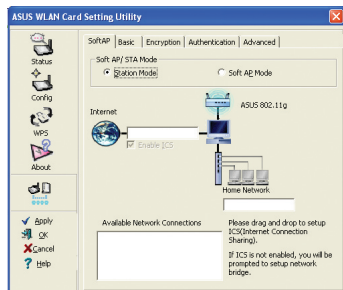 ASUS WLAN Card Setting Utility
Status
Config
WPS
About
Apply
OK
Cancel
Help
SoftAP
Basic
Encryption
Authentication
Advanced
Soft AP/ STA Mode
Station Mode
Soft AP Mode
Internet
Enable ICS
ASUS 802.11g
Home Network
Available Network Connections
Please drag and drop to setup
ICS(Internet Connection
Sharing).
If ICS is not enabled, you will be
prompted to setup network
bridge.